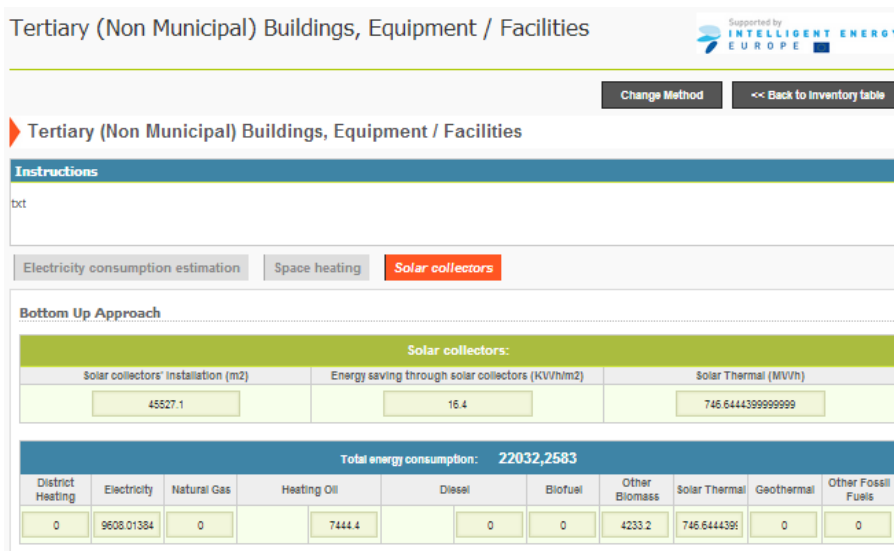 Tertiary (Non Municipal) Buildings, Equipment / Facilities
Supported by
INTELLIGENT ENERGY
EUROPE
Change Method
<< Back to Inventory table
Tertiary (Non Municipal) Buildings, Equipment / Facilities
Instructions
txt
Electricity consumption estimation Space heating Solar collectors
Bottom Up Approach
Solar collectors:
Solar collectors' Installation (m2) Energy saving through solar collectors (KWh/m2) Solar Thermal (MWh)
45527.1 16.4 746.6444399999999
Total energy consumption: 22032,2583
District Heating Electricity Natural Gas Heating Oil Diesel Biofuel Other Biomass Solar Thermal Geothermal Other Fossil Fuels
0 9608.01384 0 7444.4 0 0 4233.2 746.6444399 0 0